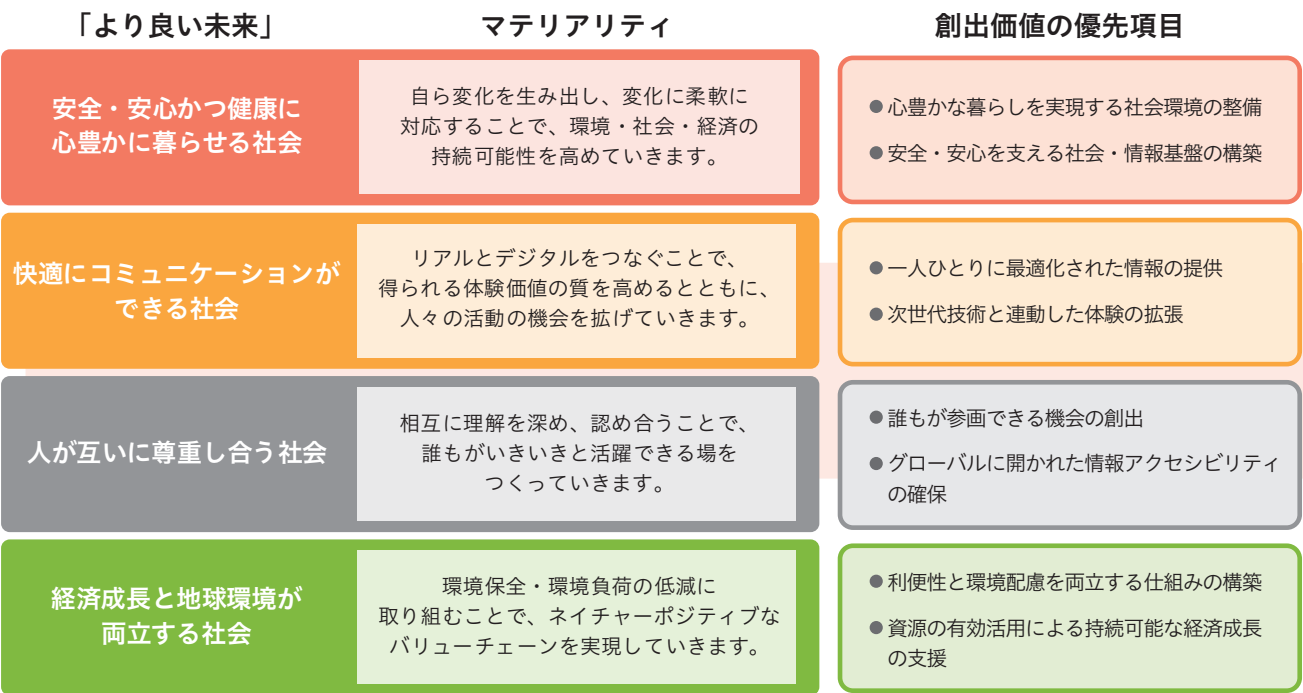 「より良い未来」
マテリアリティ
創出価値の優先項目
安全・安心かつ健康に
心豊かに暮らせる社会
自ら変化を生み出し、変化に柔軟に
対応することで、環境・社会・経済の
持続可能性を高めていきます。
●心豊かな暮らしを実現する社会環境の整備
●安全・安心を支える社会・情報基盤の構築
快適にコミュニケーションが
できる社会
リアルとデジタルをつなぐことで、
得られる体験価値の質を高めるとともに、
人々の活動の機会を拡げていきます。
●一人ひとりに最適化された情報の提供
●次世代技術と連動した体験の拡張
人が互いに尊重し合う社会
相互に理解を深め、認め合うことで、
誰もがいきいきと活躍できる場を
つくっていきます。
●誰もが参画できる機会の創出
●グローバルに開かれた情報アクセシビリティ
の確保
経済成長と地球環境が
両立する社会
環境保全・環境負荷の低減に
取り組むことで、ネイチャーポジティブな
バリューチェーンを実現していきます。
●利便性と環境配慮を両立する仕組みの構築
●資源の有効活用による持続可能な経済成長
の支援